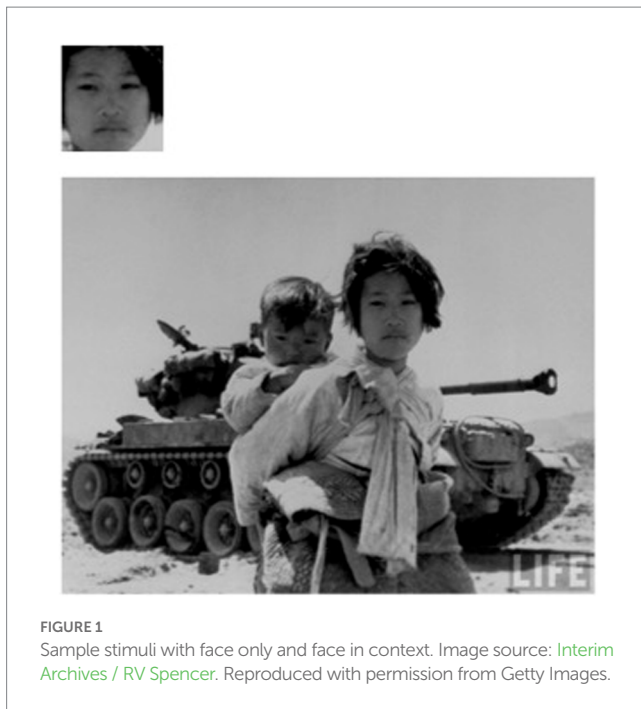 LIFE
FIGURE 1
Sample stimuli with face only and face in context. Image source: Interim
Archives / RV Spencer. Reproduced with permission from Getty Images.